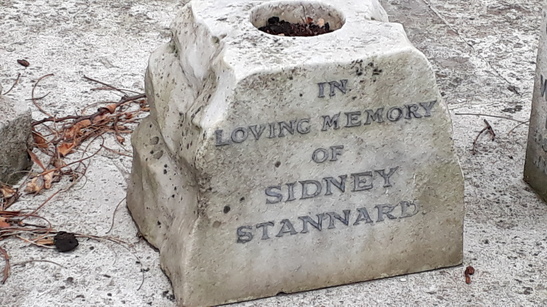 IN
LOVING MEMORY
OF
SIDNEY
STANNARD.